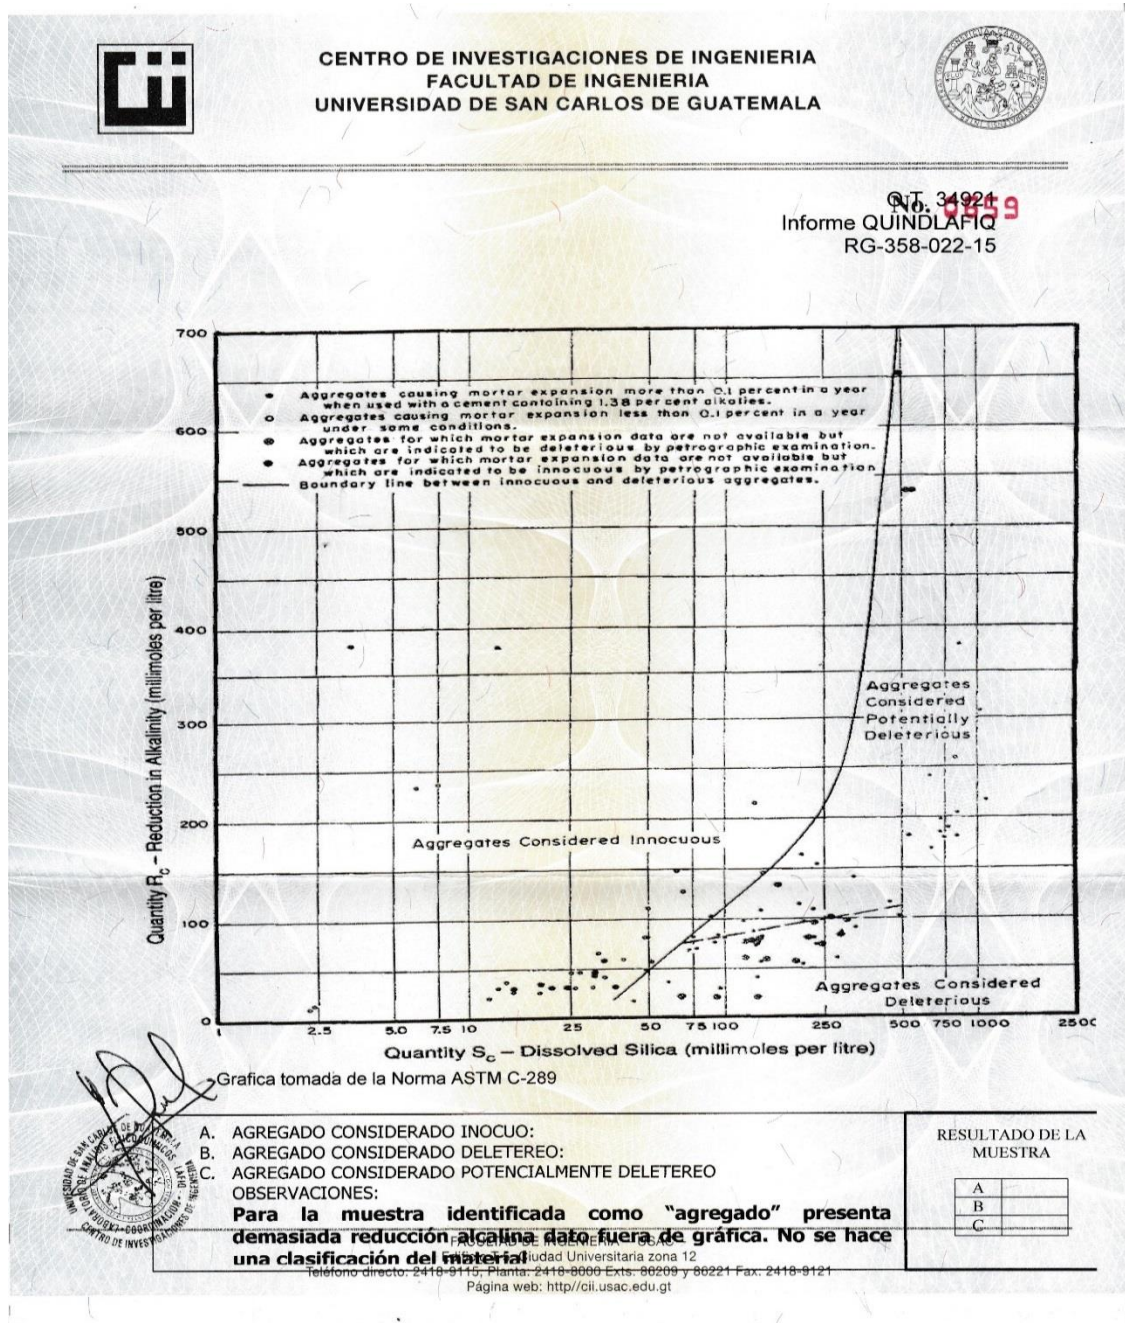 Cii
CENTRO DE INVESTIGACIONES DE INGENIERIA
FACULTAD DE INGENIERIA
UNIVERSIDAD DE SAN CARLOS DE GUATEMALA
O.T. 34921
No.
Informe QUINDLAFIQ
RG-358-022-15
Aggregates causing mortar expansion more than 0.1 percent in a year
when used with a cement containing 1.38 per cent alkalies.
Aggregates causing mortar expansion less than 0.1 percent in a year
under same conditions.
Aggregates for which mortar expansion data are not available but
which are indicated to be deleterious by petrographic examination.
Aggregates for which mortar expansion data are not available but
which are indicated to be innocuous by petrographic examination
Boundary line between innocuous and deleterious aggregates.
700
600
500
400
300
200
100
0
Quantity Rc – Reduction in Alkalinity (millimoles per litre)
Aggregates
Considered
Potentially
Deleterious
Aggregates Considered Innocuous
Aggregates Considered
Deleterious
1 2.5 5.0 7.5 10 25 50 75 100 250 500 750 1000 2500
Quantity Sc – Dissolved Silica (millimoles per litre)
Grafica tomada de la Norma ASTM C-289
A. AGREGADO CONSIDERADO INOCUO:
B. AGREGADO CONSIDERADO DELETEREO:
C. AGREGADO CONSIDERADO POTENCIALMENTE DELETEREO
OBSERVACIONES:
Para la muestra identificada como “agregado” presenta
demasiada reducción alcalina dato fuera de gráfica. No se hace
una clasificación del material
RESULTADO DE LA
MUESTRA
A
B
C
FACULTAD DE INGENIERIA – USAC –
Ciudad Universitaria zona 12
Teléfono directo: 2418-9115, Planta: 2418-8000 Exts. 86209 y 86221 Fax: 2418-9121
Página web: http//cii.usac.edu.gt